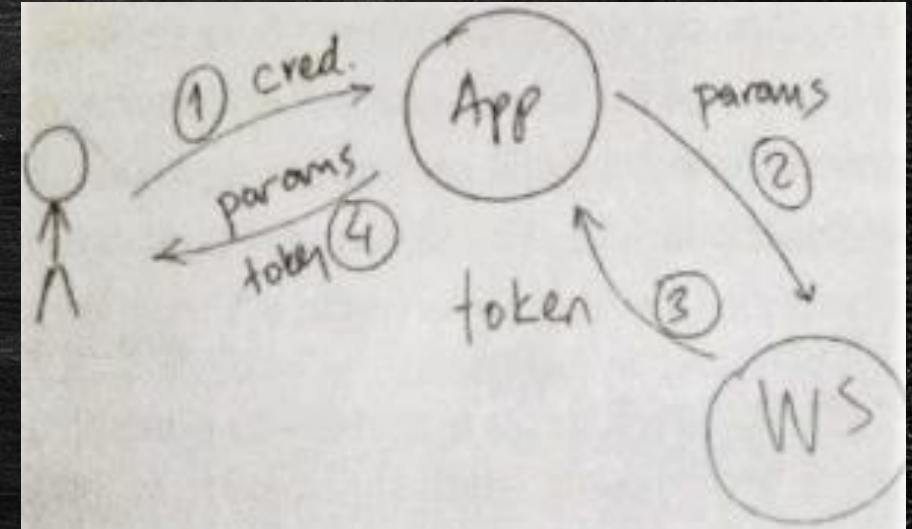 ① cred.
App
params
②
params
token ④
token ③
WS